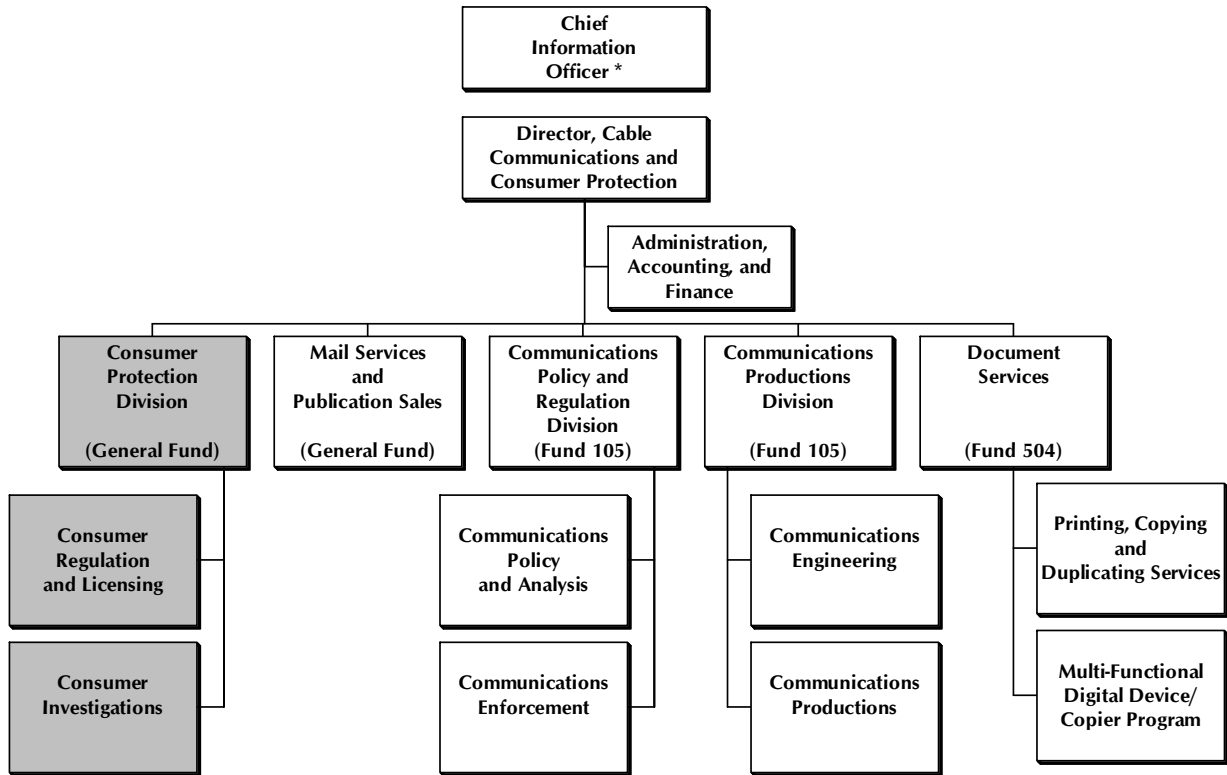 Chief
Information
Officer *
Director, Cable
Communications and
Consumer Protection
Administration,
Accounting, and
Finance
Consumer
Protection
Division
(General Fund)
Mail Services
and
Publication Sales
(General Fund)
Communications
Policy and
Regulation
Division
(Fund 105)
Communications
Productions
Division
(Fund 105)
Document
Services
(Fund 504)
Consumer
Regulation
and Licensing
Communications
Policy
and Analysis
Communications
Engineering
Printing, Copying
and
Duplicating Services
Consumer
Investigations
Communications
Enforcement
Communications
Productions
Multi-Functional
Digital Device/
Copier Program